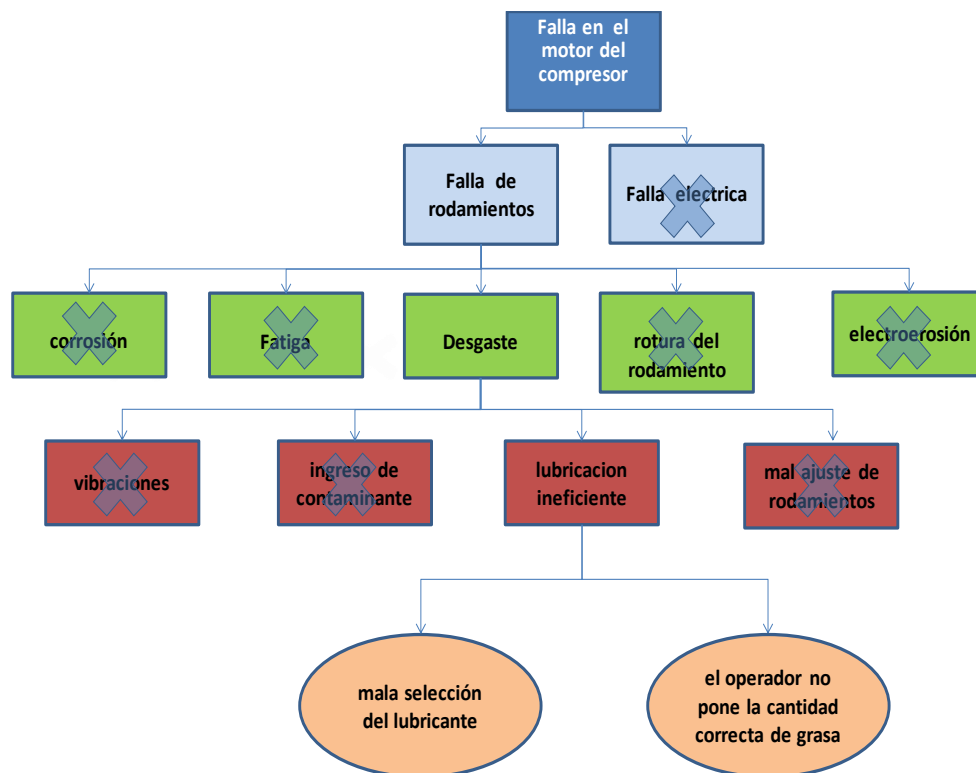 Falla en el
motor del
compresor
Falla de
rodamientos
Falla electrica
corrosión
Fatiga
Desgaste
rotura del
rodamiento
electroerosión
vibraciones
ingreso de
contaminante
lubricacion
ineficiente
mal ajuste de
rodamientos
mala selección
del lubricante
el operador no
pone la cantidad
correcta de grasa